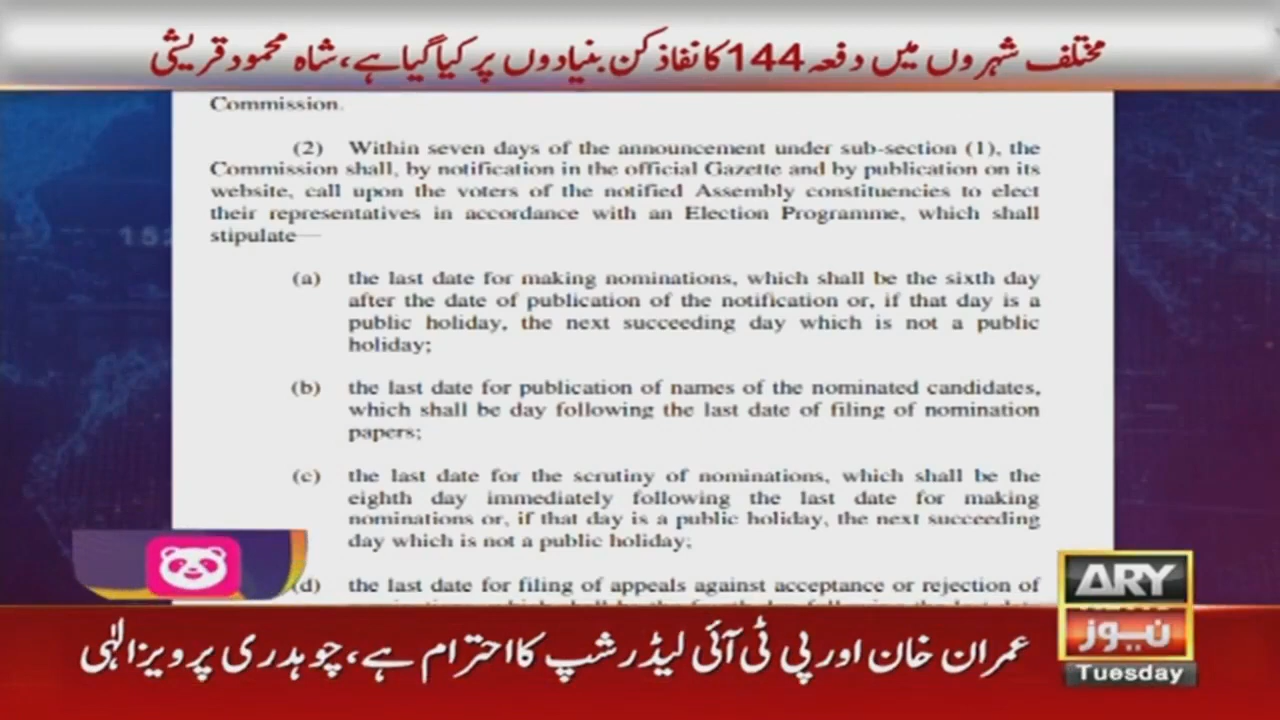 مختلف شہروں میں دفعہ 144 کا نفاذ کن بنیادوں پر کیا گیا ہے، شاہ محمود قریشی
Commission.
(2) Within seven days of the announcement under sub-section (1), the
Commission shall, by notification in the official Gazette and by publication on its
website, call upon the voters of the notified Assembly constituencies to elect
their representatives in accordance with an Election Programme, which shall
stipulate—
(a) the last date for making nominations, which shall be the sixth day
after the date of publication of the notification or, if that day is a
public holiday, the next succeeding day which is not a public
holiday;
(b) the last date for publication of names of the nominated candidates,
which shall be day following the last date of filing of nomination
papers;
(c) the last date for the scrutiny of nominations, which shall be the
eighth day immediately following the last date for making
nominations or, if that day is a public holiday, the next succeeding
day which is not a public holiday;
(d) the last date for filing of appeals against acceptance or rejection of
ARY
نیوز
Tuesday
عمران خان اور پی ٹی آئی لیڈر شپ کا احترام ہے، چوہدری پرویز الٰہی